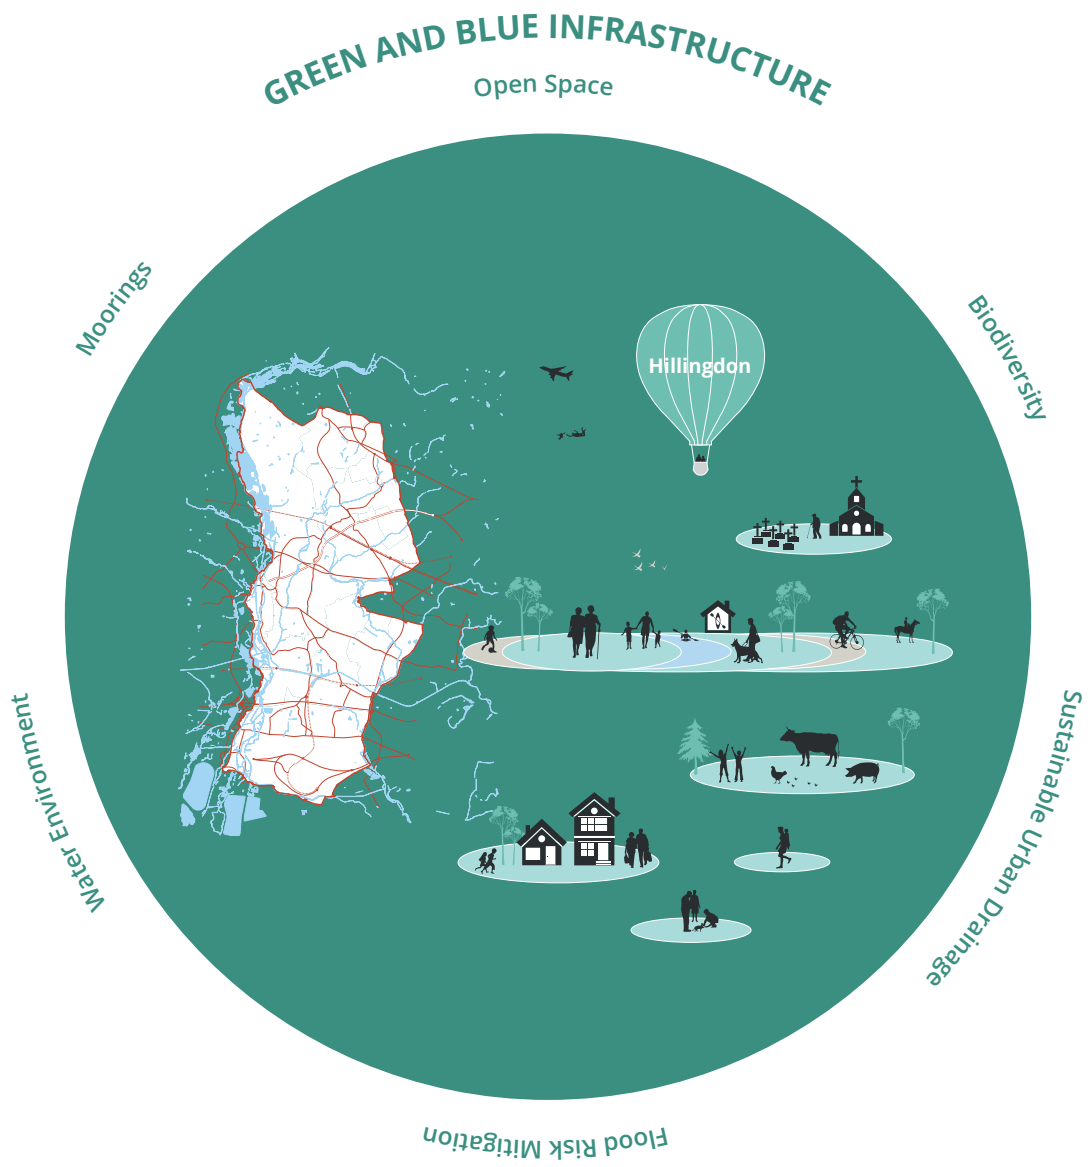 GREEN AND BLUE INFRASTRUCTURE
Open Space
Moorings
Biodiversity
Hillingdon
Water Environment
Sustainable Urban Drainage
Flood Risk Mitigation